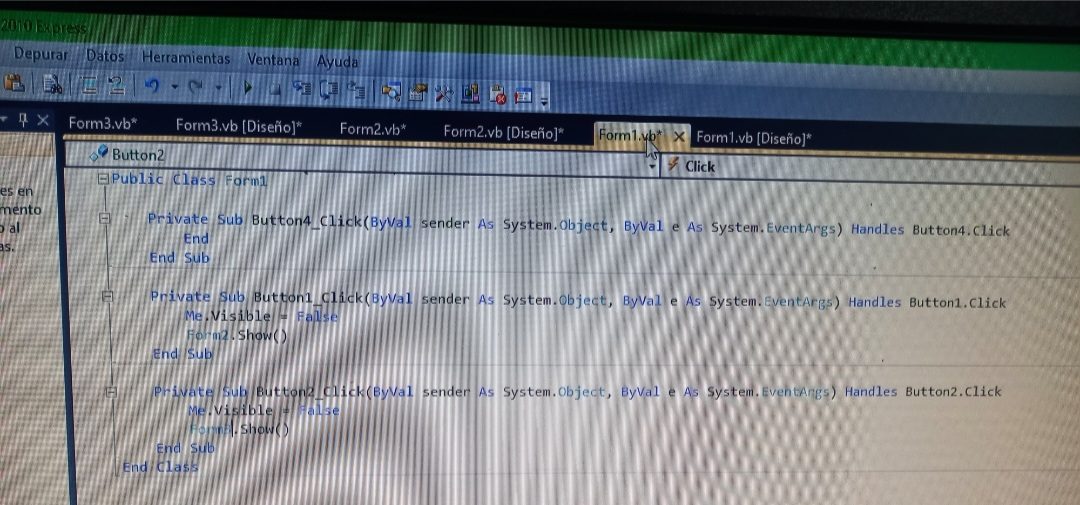 2010 Express
Depurar Datos Herramientas Ventana Ayuda
Form3.vb* Form3.vb [Diseño]* Form2.vb* Form2.vb [Diseño]* Form1.vb* Form1.vb [Diseño]*
Button2 Click
es en
mento
o al
as.
Public Class Form1
Private Sub Button4_Click(ByVal sender As System.Object, ByVal e As System.EventArgs) Handles Button4.Click
End
End Sub
Private Sub Button1_Click(ByVal sender As System.Object, ByVal e As System.EventArgs) Handles Button1.Click
Me.Visible = False
Form2.Show()
End Sub
Private Sub Button2_Click(ByVal sender As System.Object, ByVal e As System.EventArgs) Handles Button2.Click
Me.Visible = False
.Show()
End Sub
End Class